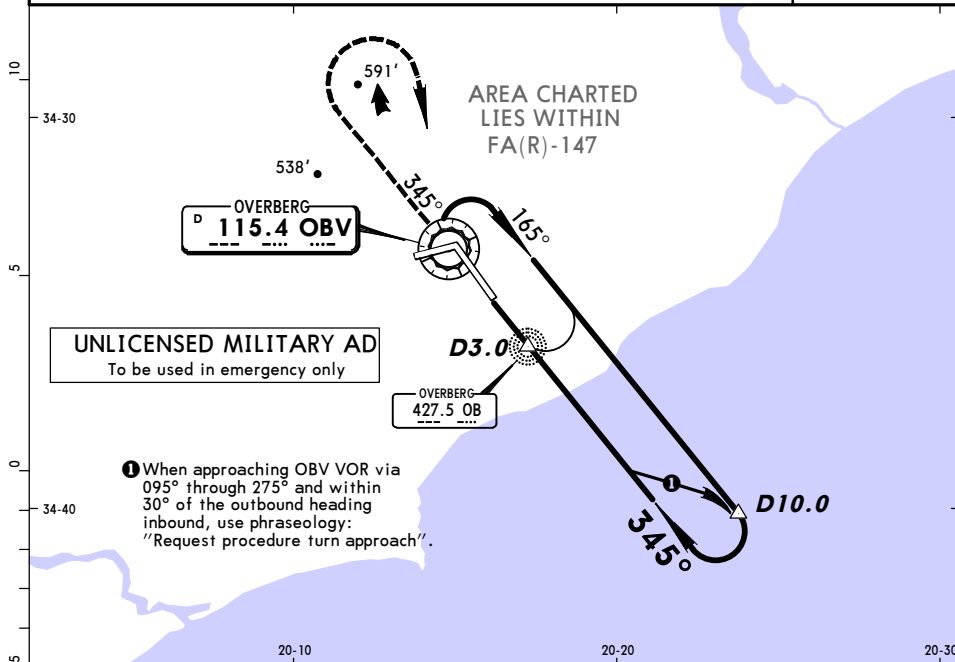 10
591'
AREA CHARTED
LIES WITHIN
FA(R)-147
34-30
538'
345°
165°
OVERBERG
D 115.4 OBV
5
UNLICENSED MILITARY AD
To be used in emergency only
D3.0
OVERBERG
427.5 OB
0
1 When approaching OBV VOR via
095° through 275° and within
30° of the outbound heading
inbound, use phraseology:
"Request procedure turn approach".
1
D10.0
34-40
345°
5
20-10
20-20
20-30